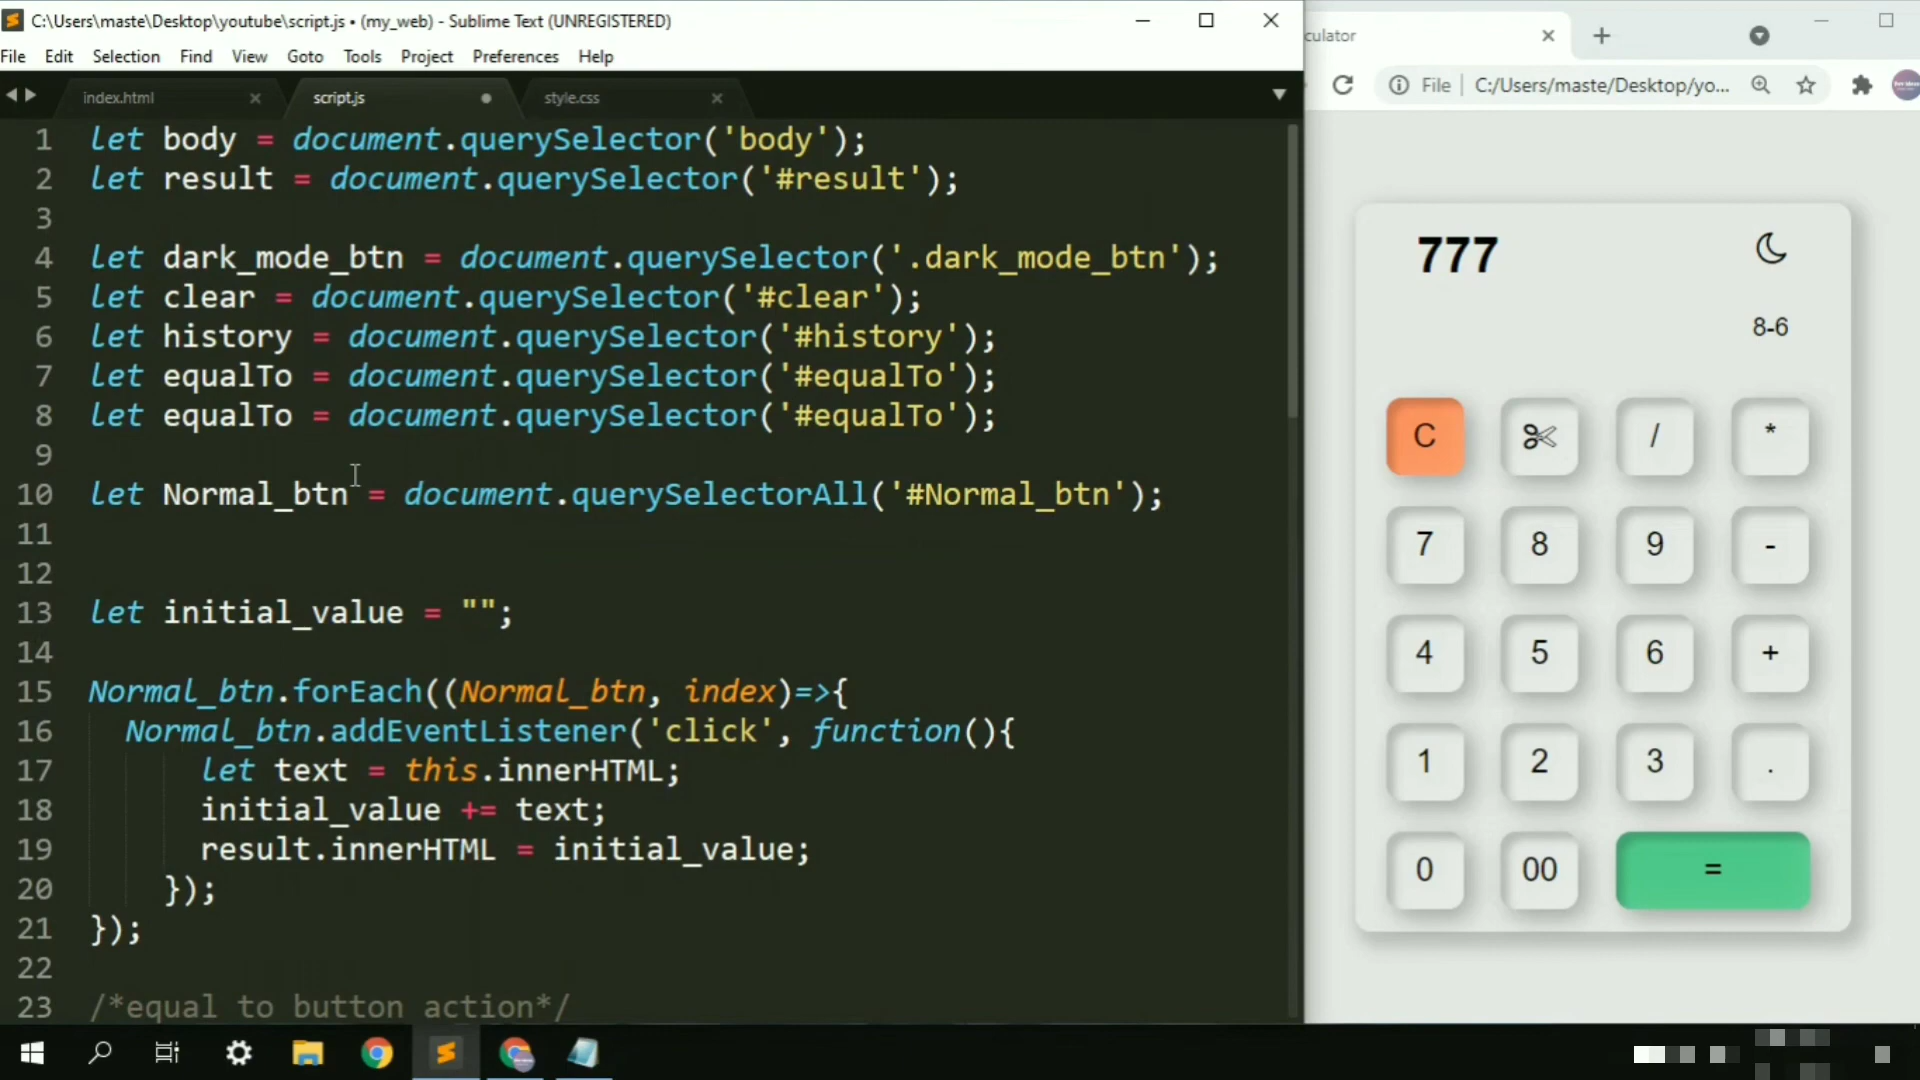 C:\Users\maste\Desktop\youtube\script.js • (my_web) - Sublime Text (UNREGISTERED)
File Edit Selection Find View Goto Tools Project Preferences Help
index.html
script.js
style.css
1 let body = document.querySelector('body');
2 let result = document.querySelector('#result');
3
4 let dark_mode_btn = document.querySelector('.dark_mode_btn');
5 let clear = document.querySelector('#clear');
6 let history = document.querySelector('#history');
7 let equalTo = document.querySelector('#equalTo');
8 let equalTo = document.querySelector('#equalTo');
9
10 let Normal_btn = document.querySelectorAll('#Normal_btn');
11
12
13 let initial_value = "";
14
15 Normal_btn.forEach((Normal_btn, index)=>{
16 Normal_btn.addEventListener('click', function(){
17 let text = this.innerHTML;
18 initial_value += text;
19 result.innerHTML = initial_value;
20 });
21 });
22
23 /*equal to button action*/
culator
File C:/Users/maste/Desktop/yo...
777
8-6
C / *
7 8 9 -
4 5 6 +
1 2 3 .
0 00 =